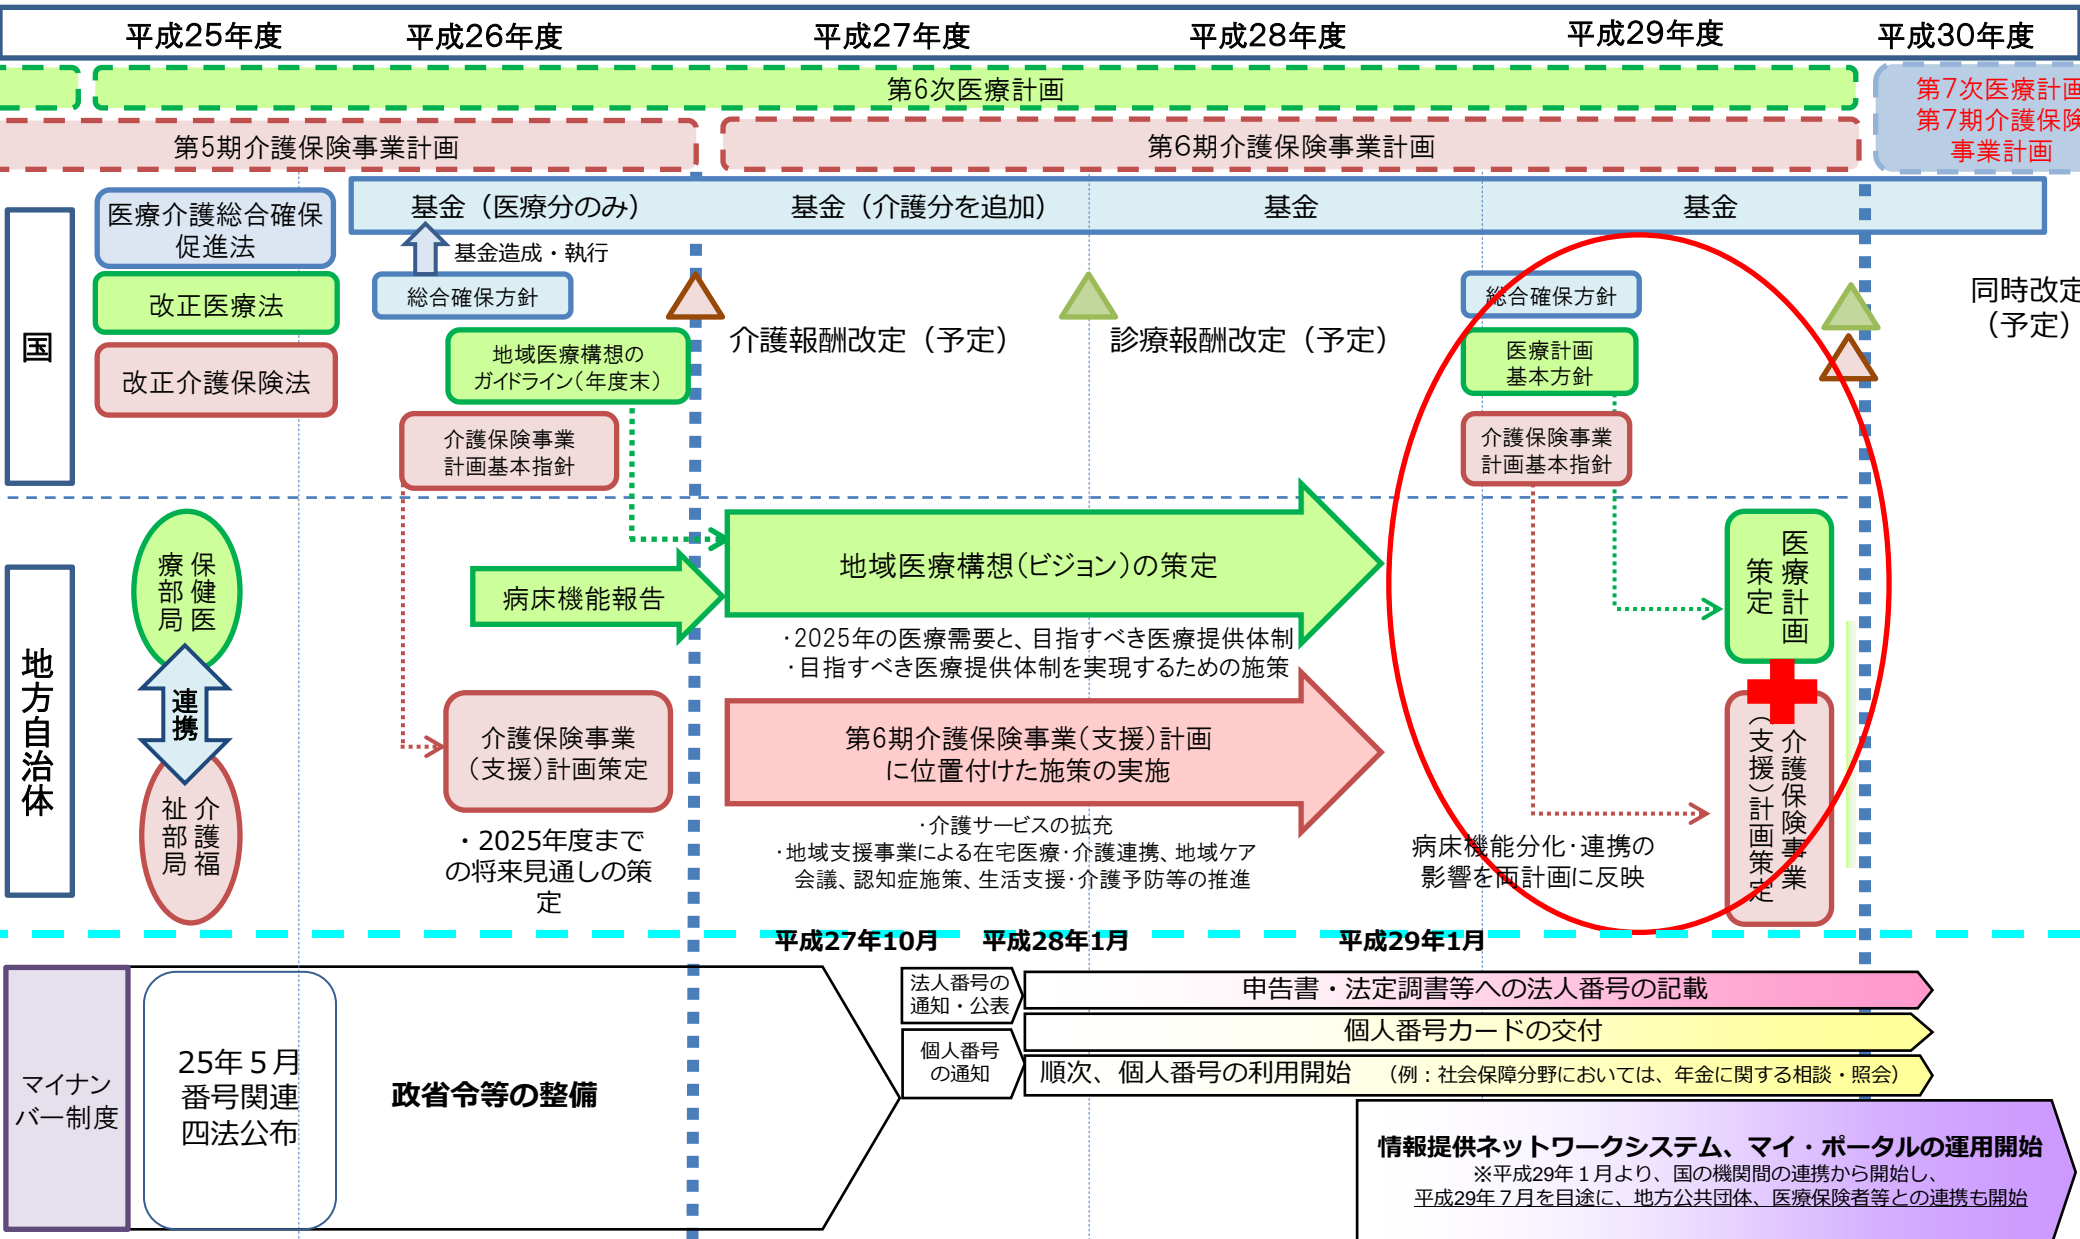 平成25年度
平成26年度
平成27年度
平成28年度
平成29年度
平成30年度
第6次医療計画
第7次医療計画
第7期介護保険
事業計画
第5期介護保険事業計画
第6期介護保険事業計画
国
医療介護総合確保
促進法
改正医療法
改正介護保険法
基金（医療分のみ）
基金（介護分を追加）
基金
基金
基金造成・執行
総合確保方針
地域医療構想の
ガイドライン（年度末）
介護保険事業
計画基本指針
介護報酬改定（予定）
診療報酬改定（予定）
総合確保方針
医療計画
基本方針
介護保険事業
計画基本指針
同時改定
（予定）
地方自治体
保健医
療部局
連携
介護福
祉部局
病床機能報告
地域医療構想（ビジョン）の策定
・2025年の医療需要と、目指すべき医療提供体制
・目指すべき医療提供体制を実現するための施策
介護保険事業
（支援）計画策定
・2025年度まで
の将来見通しの策
定
第6期介護保険事業（支援）計画
に位置付けた施策の実施
・介護サービスの拡充
・地域支援事業による在宅医療・介護連携、地域ケア
会議、認知症施策、生活支援・介護予防等の推進
病床機能分化・連携の
影響を両計画に反映
医療計画
策定
介護保険事業
（支援）計画策定
平成27年10月
平成28年1月
平成29年1月
マイナン
バー制度
25年５月
番号関連
四法公布
政省令等の整備
法人番号の
通知・公表
個人番号
の通知
申告書・法定調書等への法人番号の記載
個人番号カードの交付
順次、個人番号の利用開始　（例：社会保障分野においては、年金に関する相談・照会）
情報提供ネットワークシステム、マイ・ポータルの運用開始
※平成29年１月より、国の機関間の連携から開始し、
平成29年７月を目途に、地方公共団体、医療保険者等との連携も開始